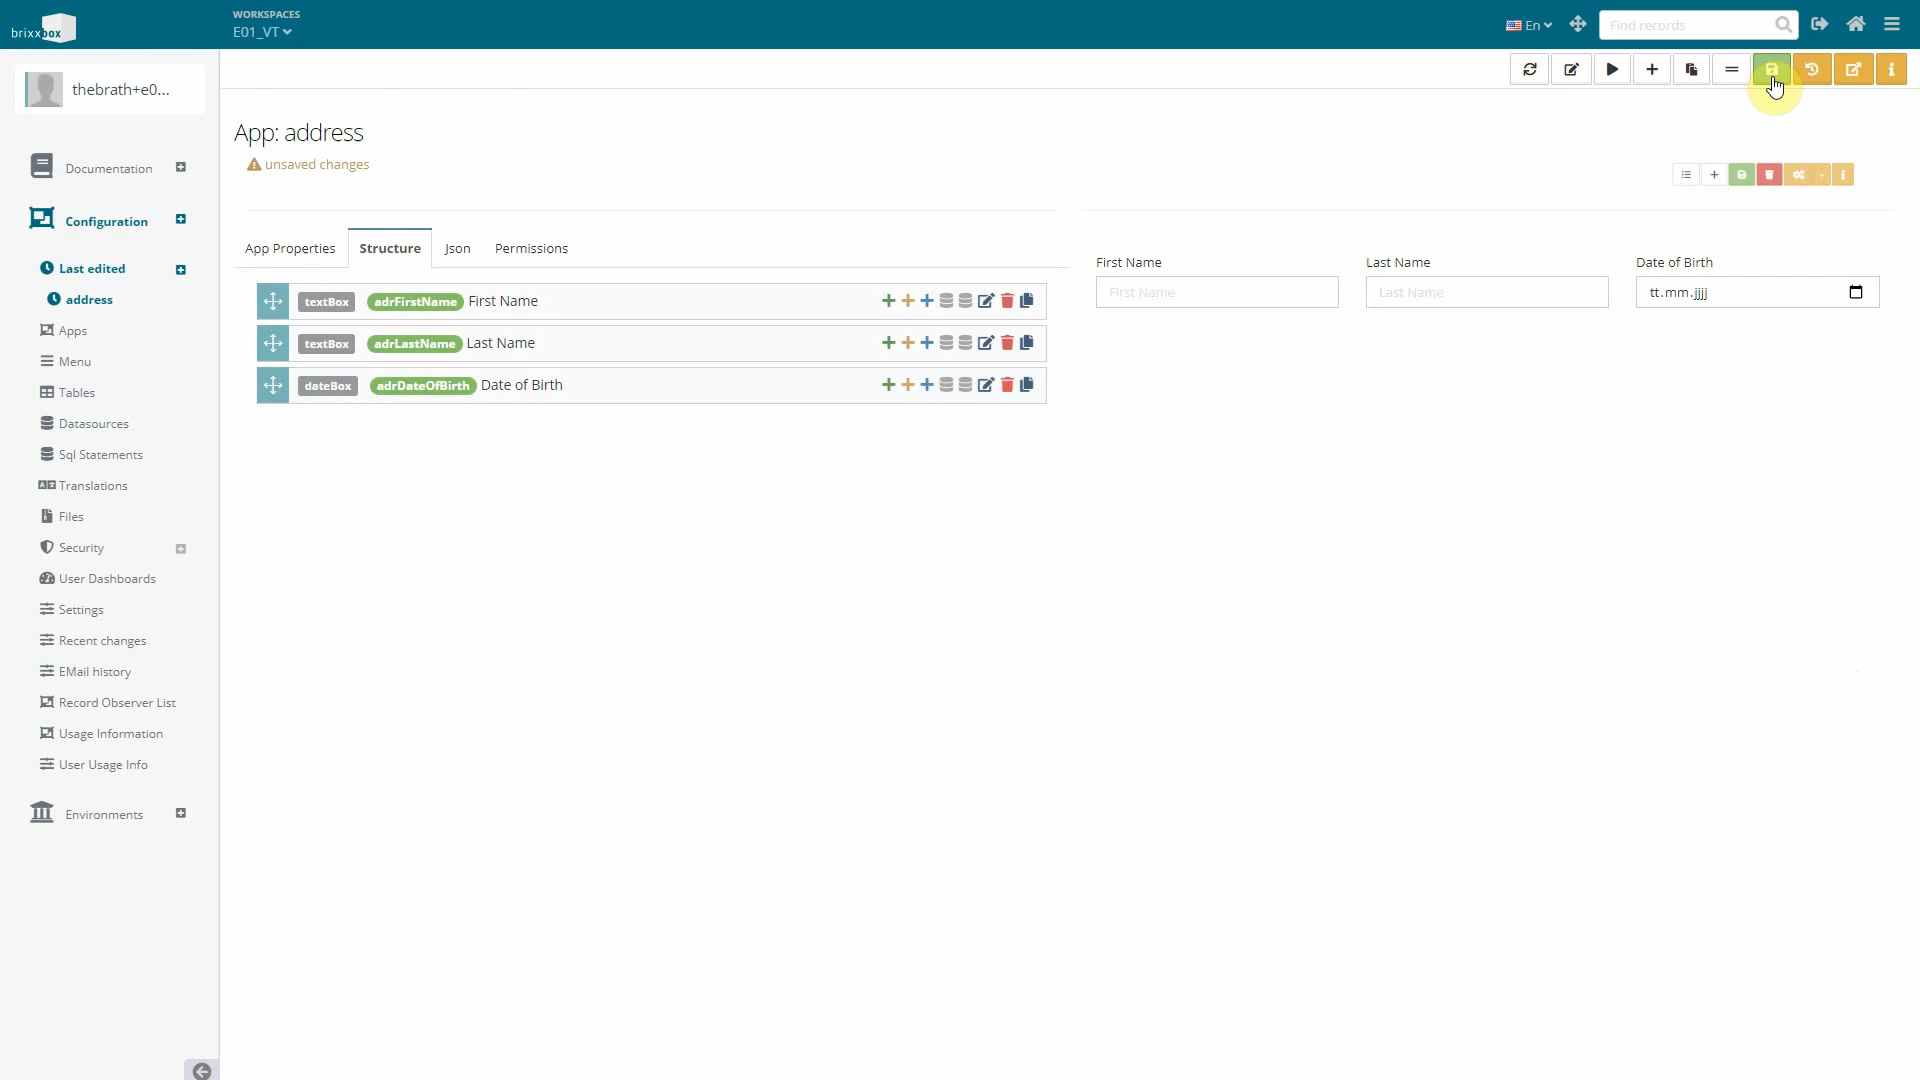 brixxbox
WORKSPACES
E01_VT
En
Find records
thebrath+e0...
Documentation
Configuration
Last edited
address
Apps
Menu
Tables
Datasources
Sql Statements
Translations
Files
Security
User Dashboards
Settings
Recent changes
EMail history
Record Observer List
Usage Information
User Usage Info
Environments
App: address
unsaved changes
App Properties Structure Json Permissions
textBox adrFirstName First Name
textBox adrLastName Last Name
dateBox adrDateOfBirth Date of Birth
First Name Last Name Date of Birth
First Name Last Name tt.mm.jjjj